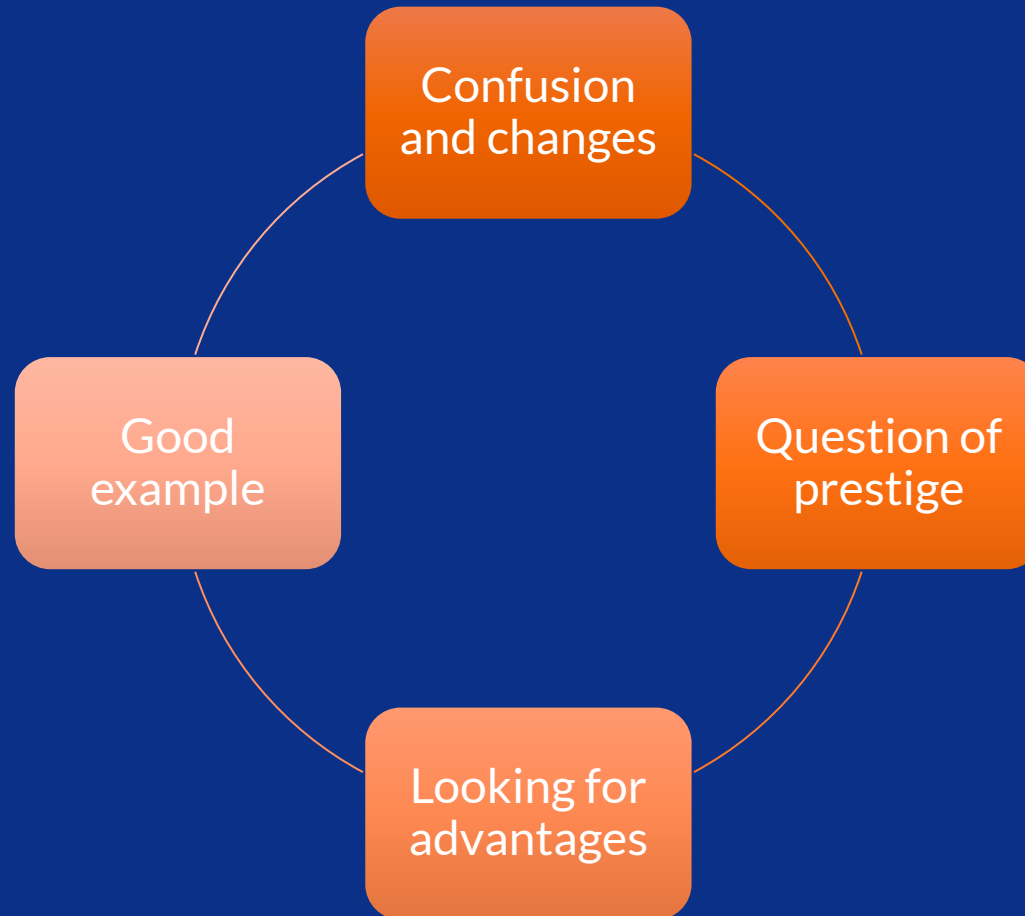 Confusion
and changes
Question of
prestige
Looking for
advantages
Good
example